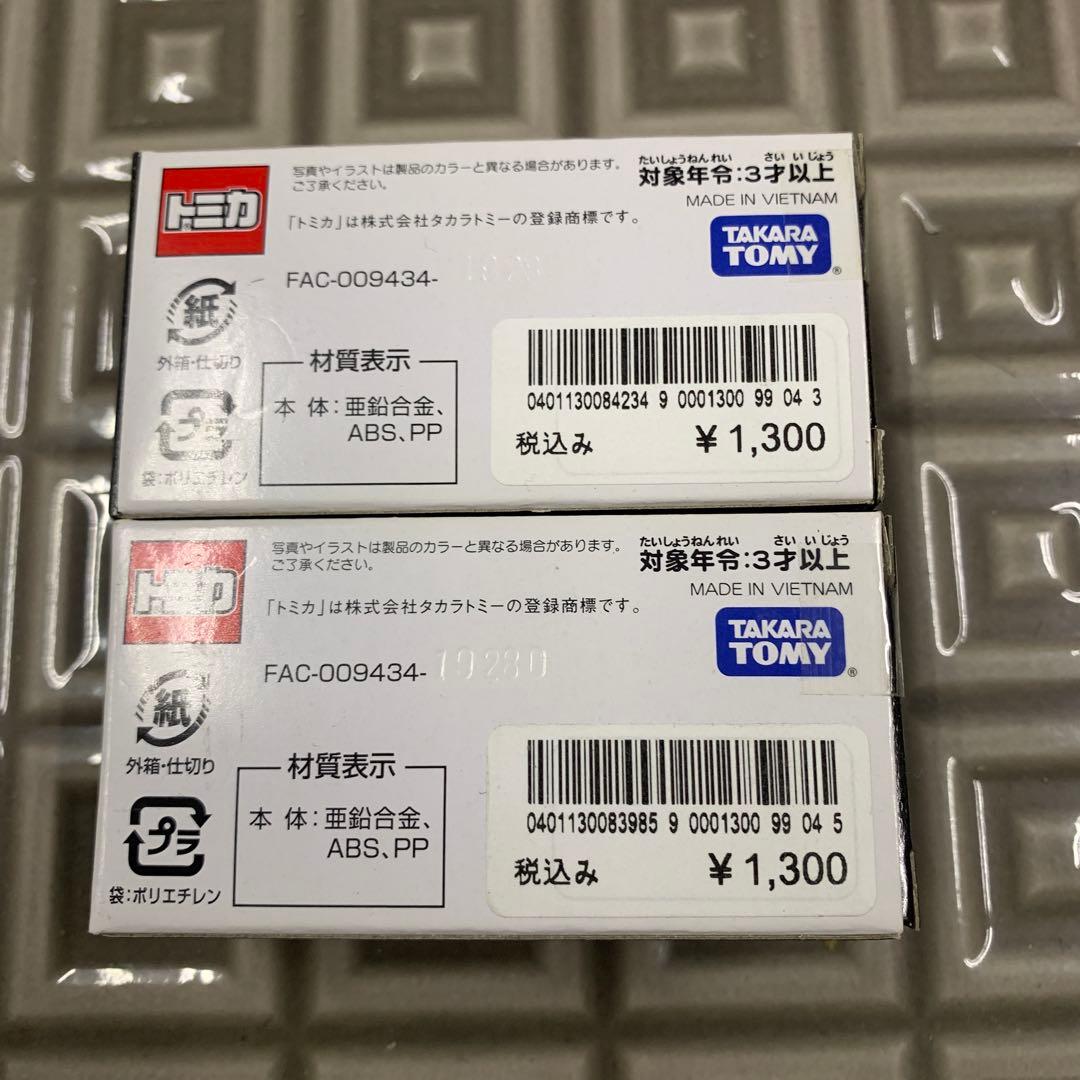 トミカ
写真やイラストは製品のカラーと異なる場合があります。
ご了承ください。
「トミカ」は株式会社タカラトミーの登録商標です。
たいしょうねんれい さい いじょう
対象年令:3才以上
MADE IN VIETNAM
TAKARA
TOMY
®
FAC-009434-
紙
外箱・仕切り
プラ
袋:ポリエチレン
材質表示
本 体:亜鉛合金、
ABS、PP
0401130084234 9 0001300 99 04 3
税込み ¥1,300
トミカ
写真やイラストは製品のカラーと異なる場合があります。
ご了承ください。
「トミカ」は株式会社タカラトミーの登録商標です。
たいしょうねんれい さい いじょう
対象年令:3才以上
MADE IN VIETNAM
TAKARA
TOMY
®
FAC-009434-
紙
外箱・仕切り
プラ
袋:ポリエチレン
材質表示
本 体:亜鉛合金、
ABS、PP
0401130083985 9 0001300 99 04 5
税込み ¥1,300